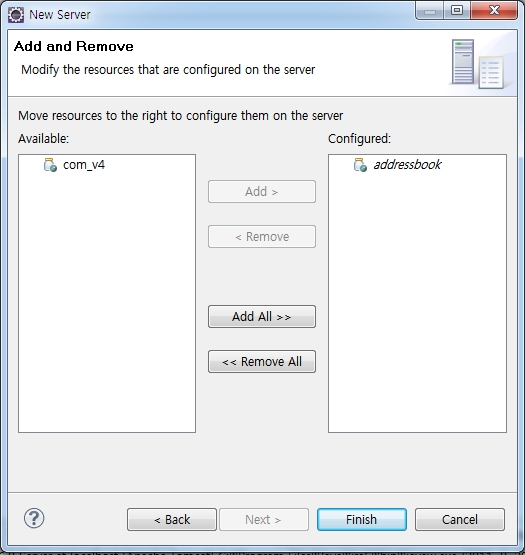 New Server
Add and Remove
Modify the resources that are configured on the server
Move resources to the right to configure them on the server
Available:
Configured:
com_v4
addressbook
Add >
< Remove
Add All >>
<< Remove All
?
< Back
Next >
Finish
Cancel